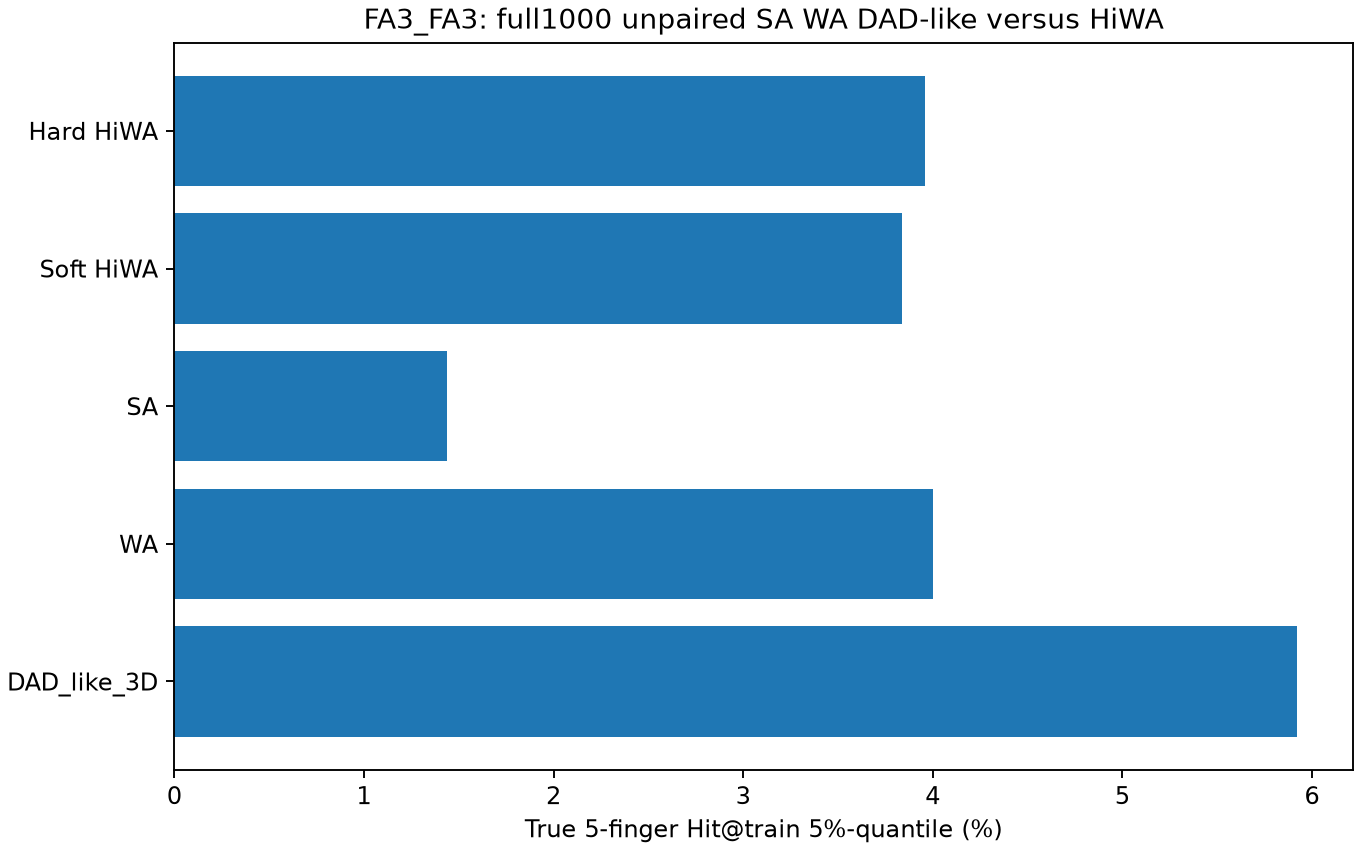 FA3_FA3: full1000 unpaired SA WA DAD-like versus HiWA
Hard HiWA
Soft HiWA
SA
WA
DAD_like_3D
0 1 2 3 4 5 6
True 5-finger Hit@train 5%-quantile (%)